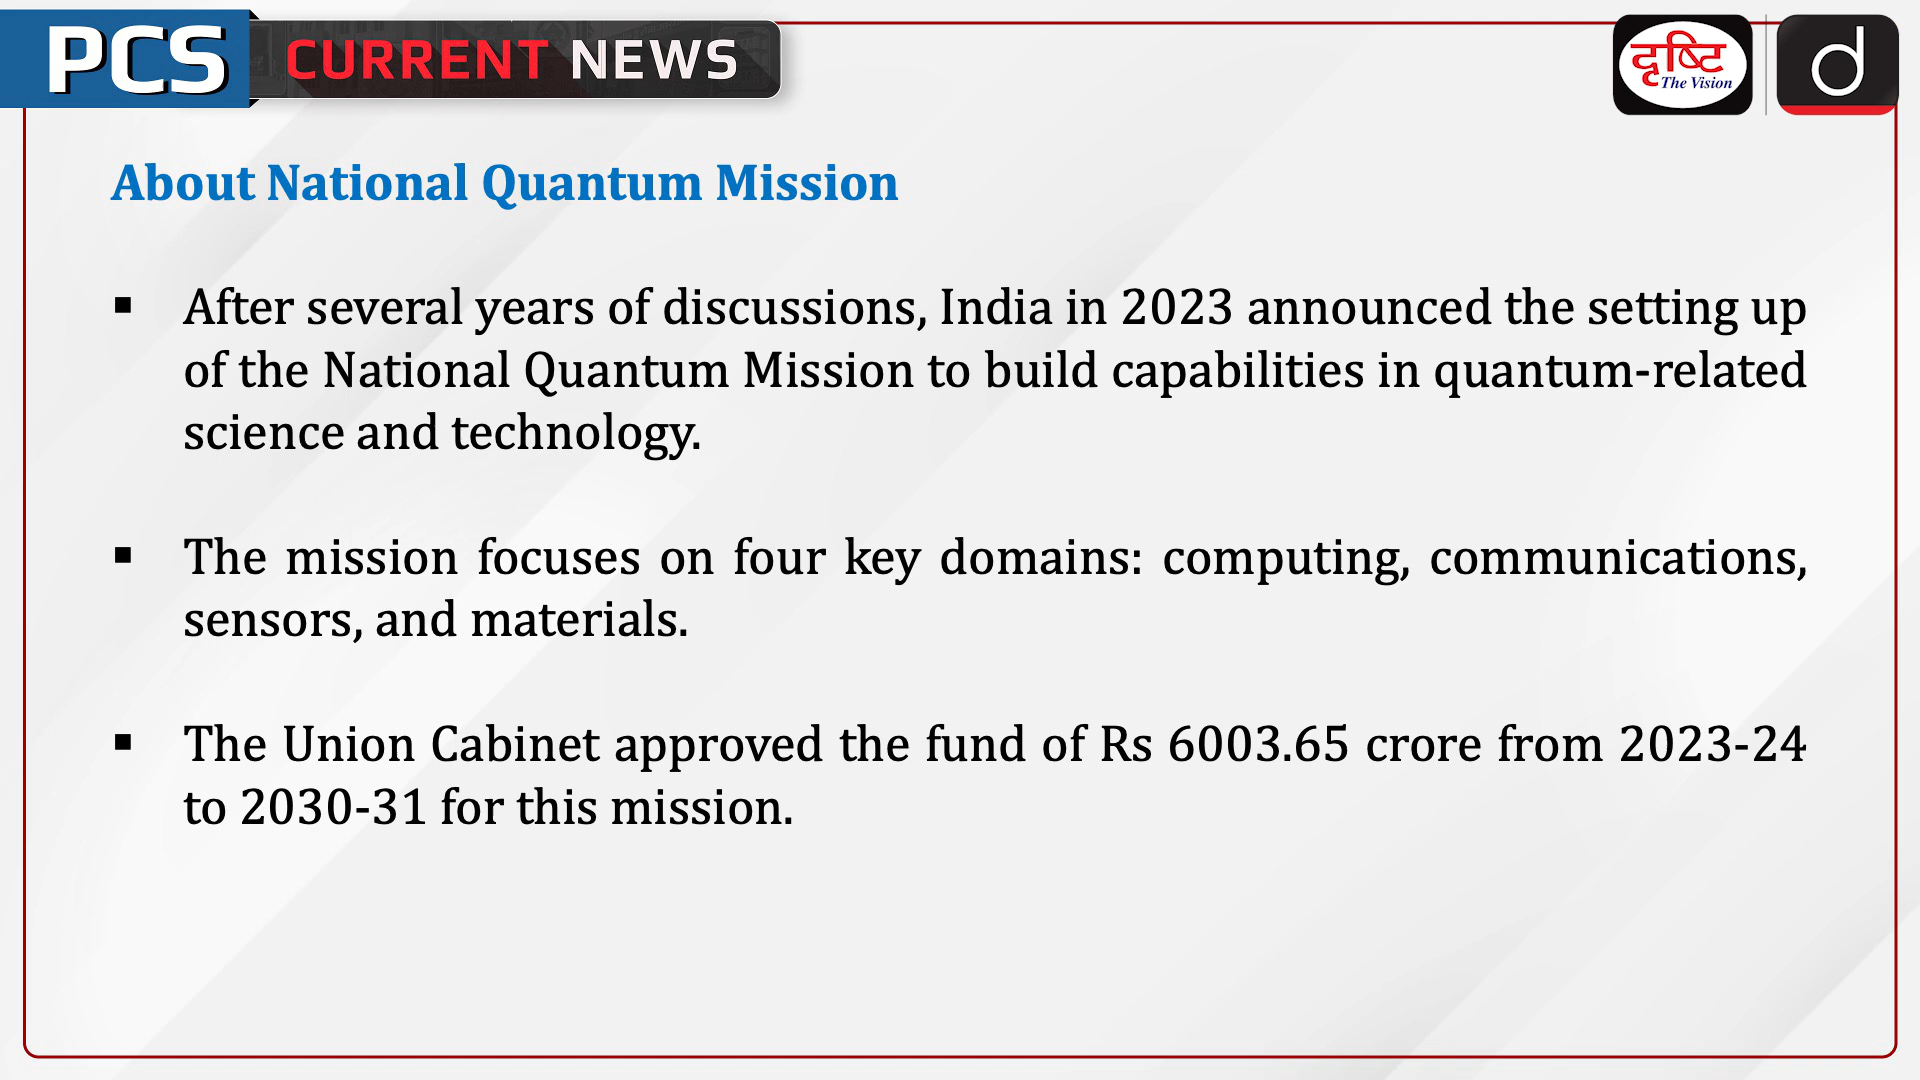 PCS CURRENT NEWS
दृष्टि
The Vision
d
About National Quantum Mission
▪ After several years of discussions, India in 2023 announced the setting up
of the National Quantum Mission to build capabilities in quantum-related
science and technology.
▪ The mission focuses on four key domains: computing, communications,
sensors, and materials.
▪ The Union Cabinet approved the fund of Rs 6003.65 crore from 2023-24
to 2030-31 for this mission.